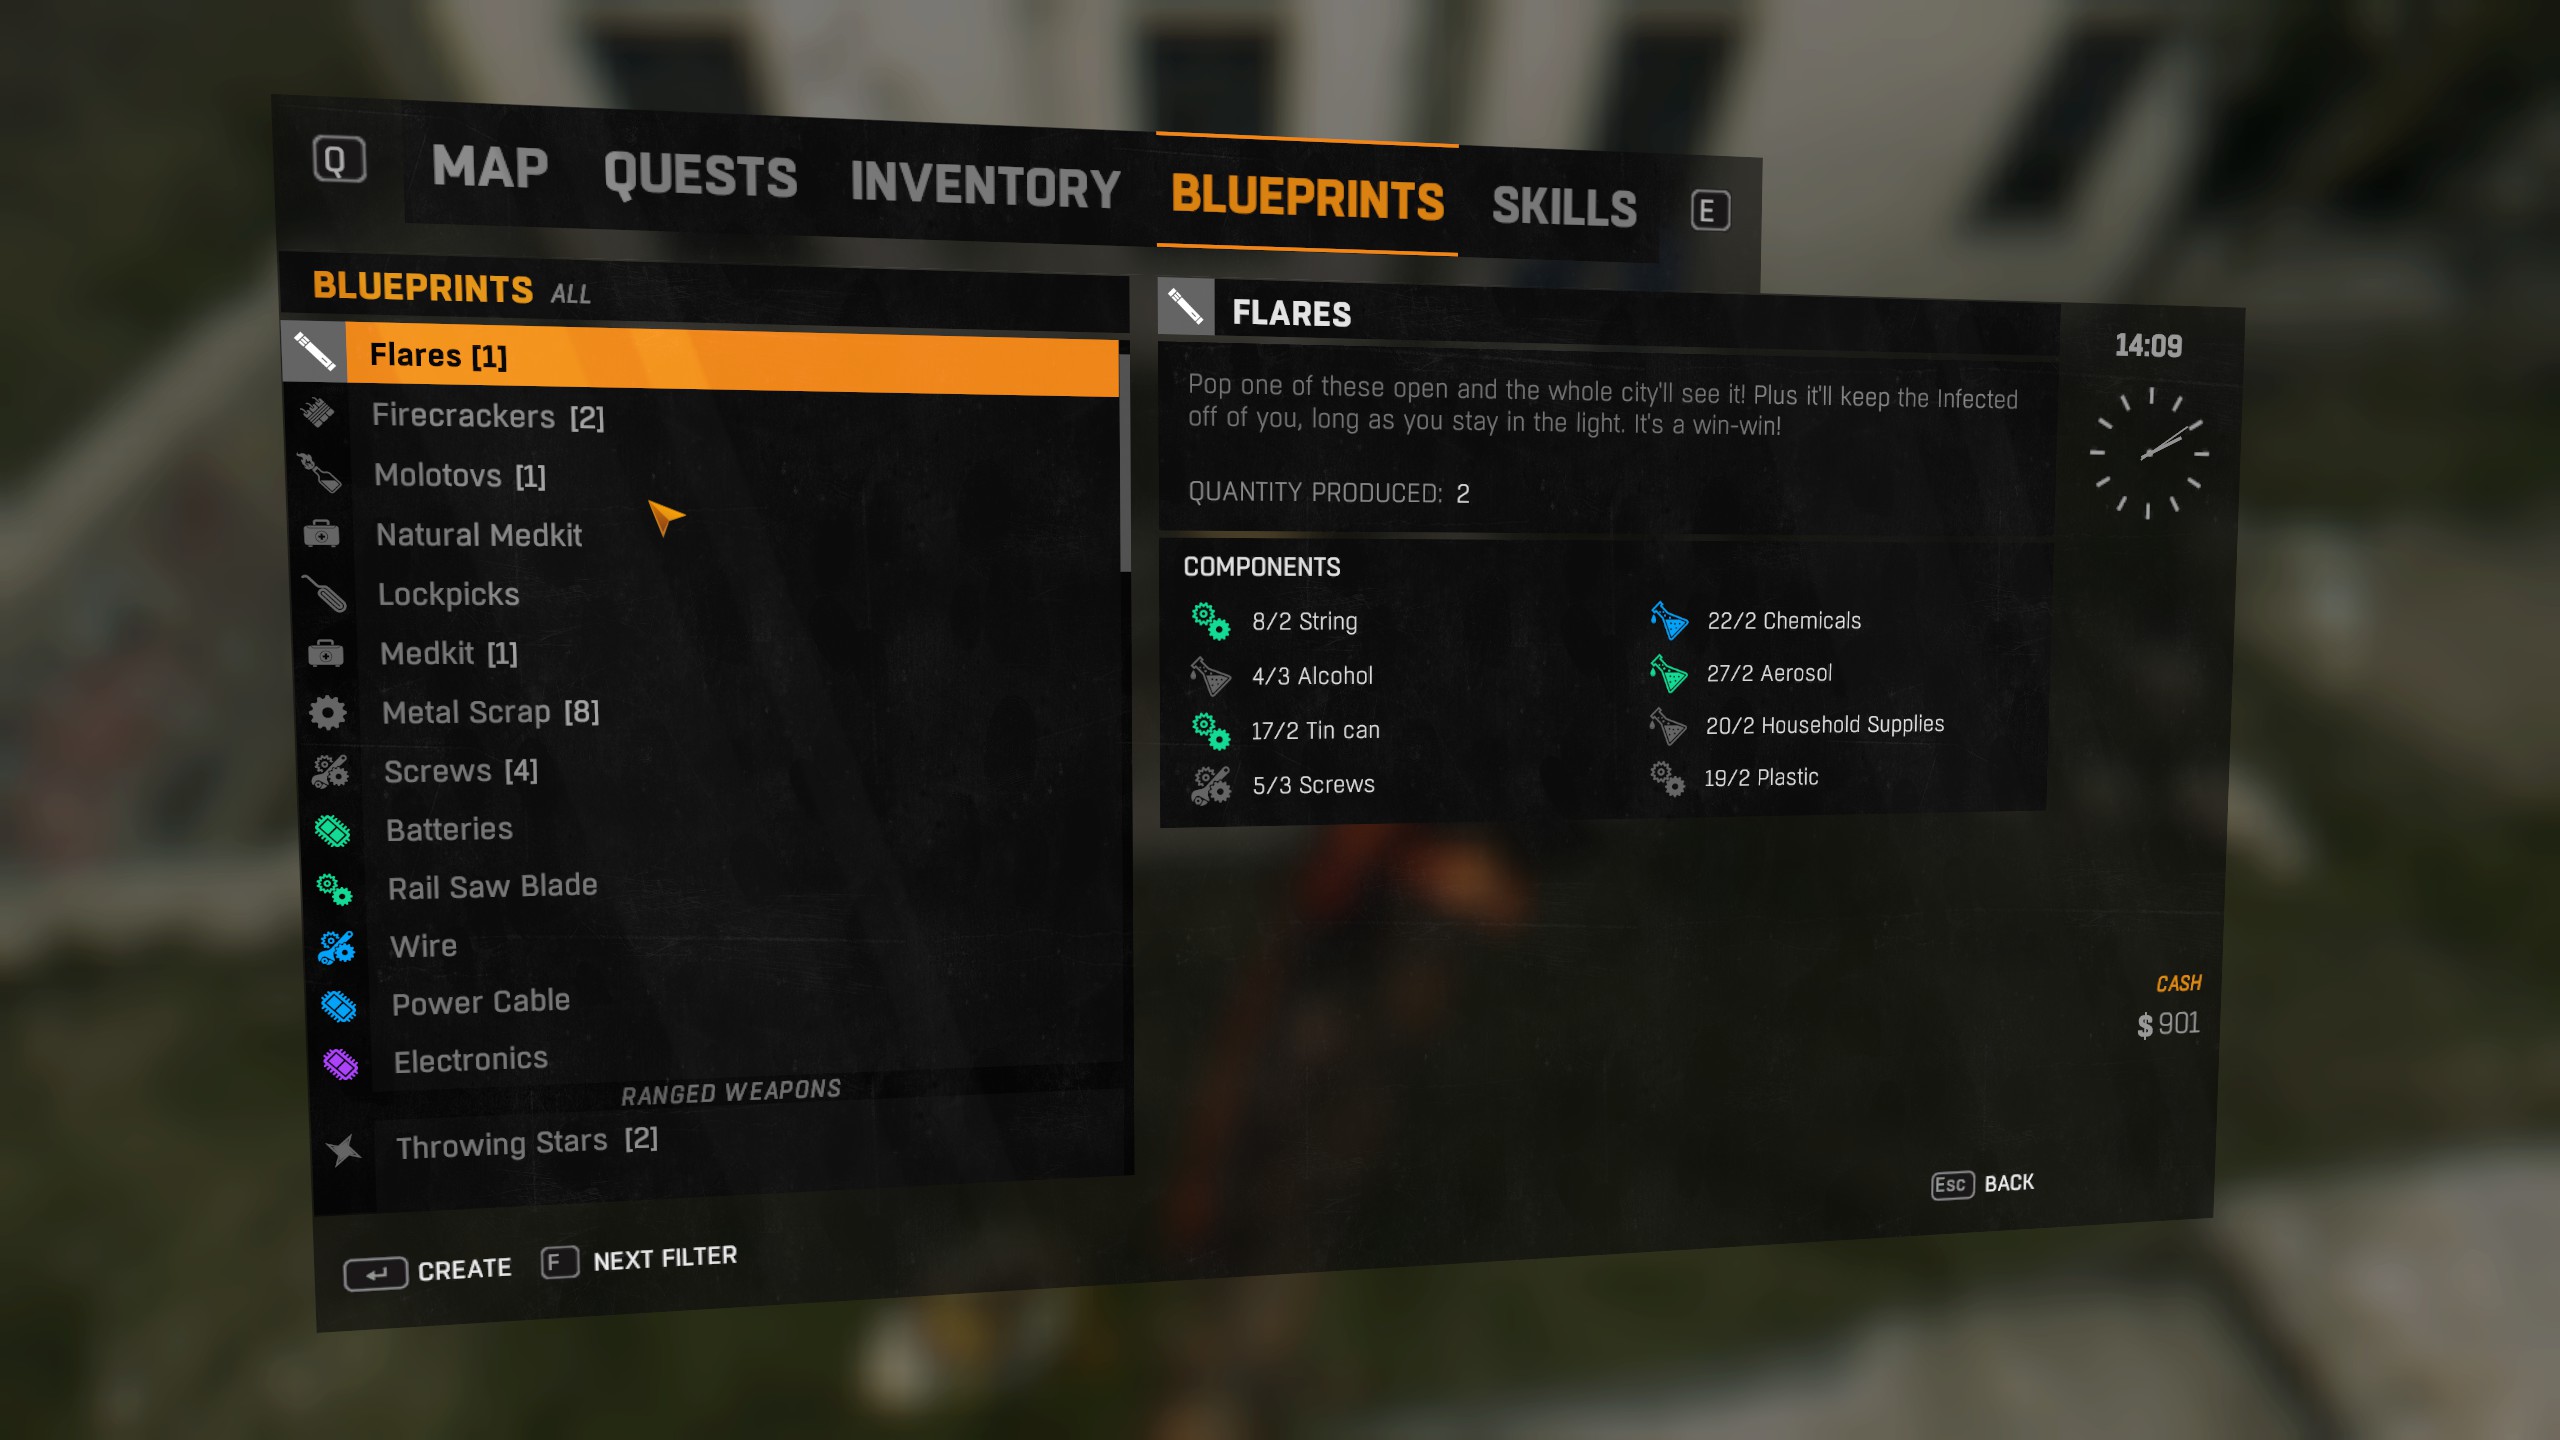 Q MAP QUESTS INVENTORY BLUEPRINTS SKILLS E
BLUEPRINTS ALL
Flares [1]
Firecrackers [2]
Molotovs [1]
Natural Medkit
Lockpicks
Medkit [1]
Metal Scrap [8]
Screws [4]
Batteries
Rail Saw Blade
Wire
Power Cable
Electronics
RANGED WEAPONS
Throwing Stars [2]
CREATE F NEXT FILTER
FLARES
Pop one of these open and the whole city'll see it! Plus it'll keep the Infected
off of you, long as you stay in the light. It's a win-win!
QUANTITY PRODUCED: 2
COMPONENTS
8/2 String
4/3 Alcohol
17/2 Tin can
5/3 Screws
22/2 Chemicals
27/2 Aerosol
20/2 Household Supplies
19/2 Plastic
14:09
CASH
$ 901
Esc BACK